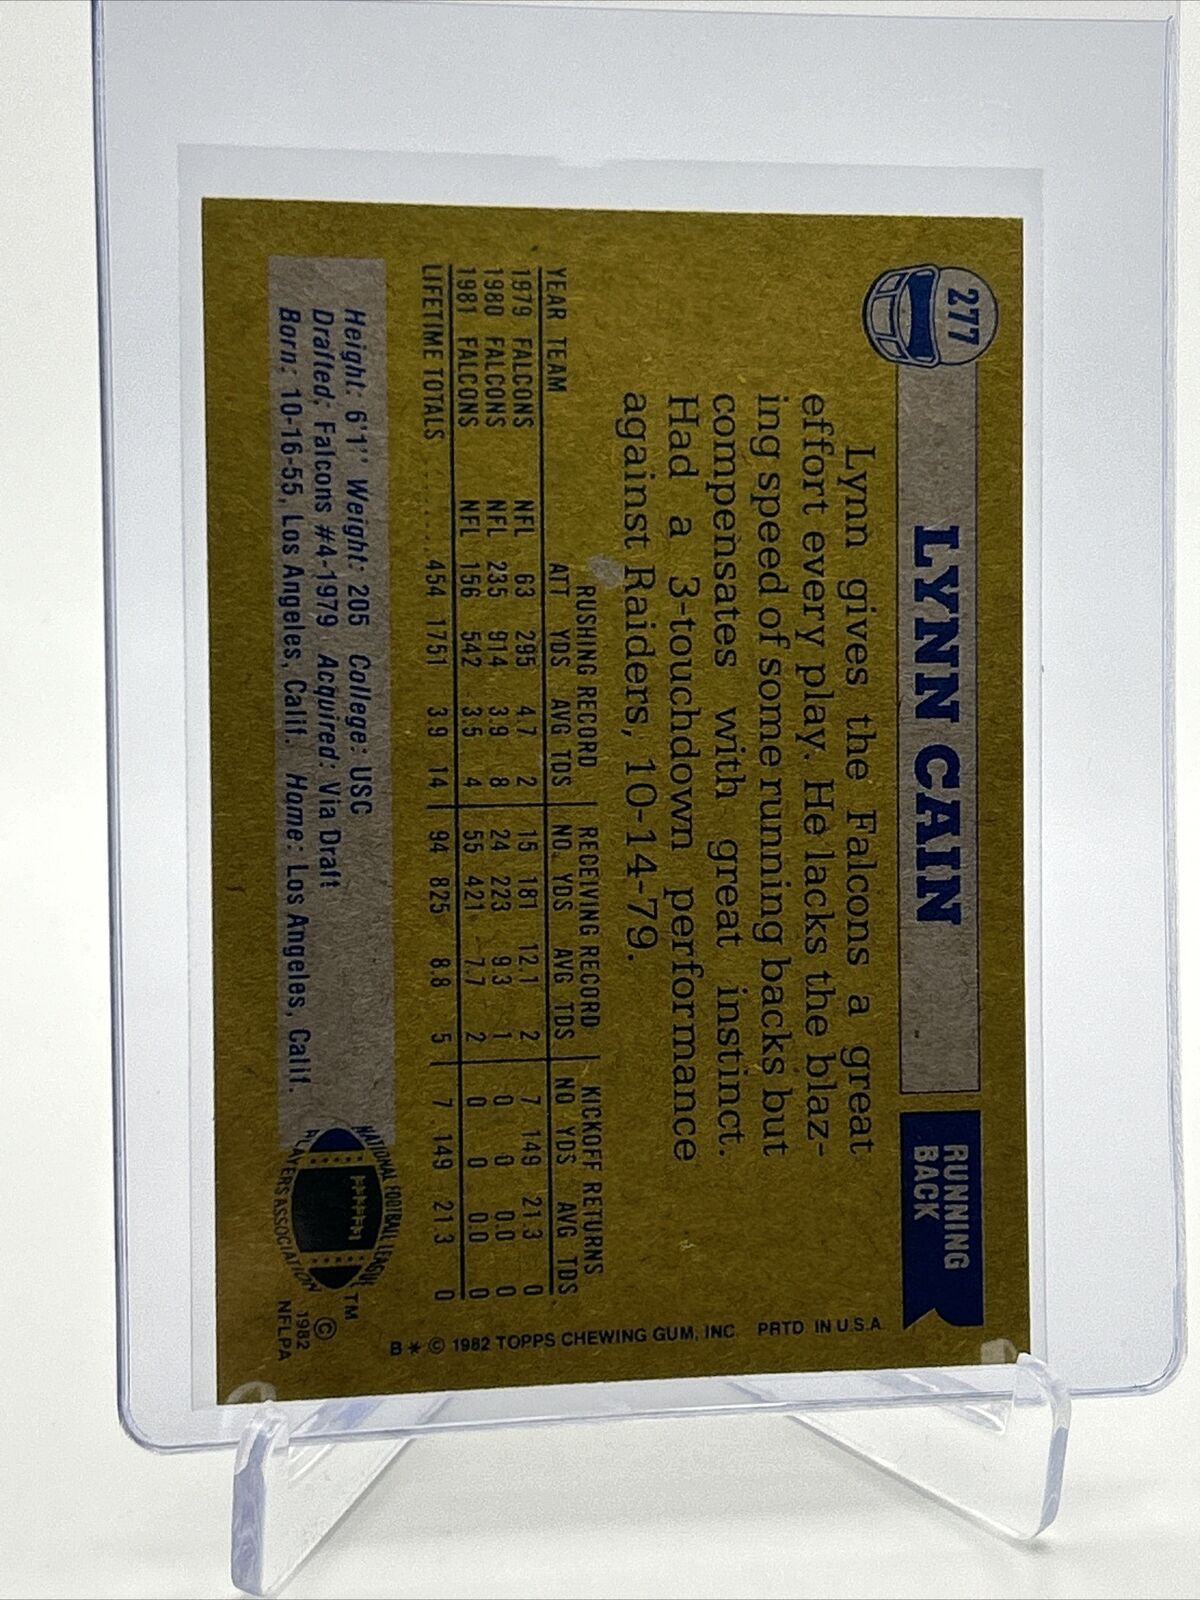 277
LYNN CAIN
RUNNING
BACK
Lynn gives the Falcons a great
effort every play. He lacks the blaz-
ing speed of some running backs but
compensates with great instinct.
Had a 3-touchdown performance
against Raiders, 10-14-79.
RUSHING RECORD RECEIVING RECORD KICKOFF RETURNS
YEAR TEAM ATT YDS AVG TDS NO. YDS AVG TDS NO YDS AVG TDS
1979 FALCONS NFL 63 295 4.7 2 15 181 12.1 2 7 149 21.3 0
1980 FALCONS NFL 235 914 3.9 8 24 223 9.3 1 0 0 0.0 0
1981 FALCONS NFL 156 542 3.5 4 55 421 7.7 2 0 0 0.0 0
LIFETIME TOTALS ........ 454 1751 3.9 14 94 825 8.8 5 7 149 21.3 0
Height: 6'1" Weight: 205 College: USC
Drafted: Falcons #4-1979 Acquired: Via Draft
Born: 10-16-55, Los Angeles, Calif. Home: Los Angeles, Calif.
NATIONAL FOOTBALL LEAGUE
PLAYERS ASSOCIATION
TM
© 1982
NFLPA
B * © 1982 TOPPS CHEWING GUM, INC. PRTD IN U.S.A.